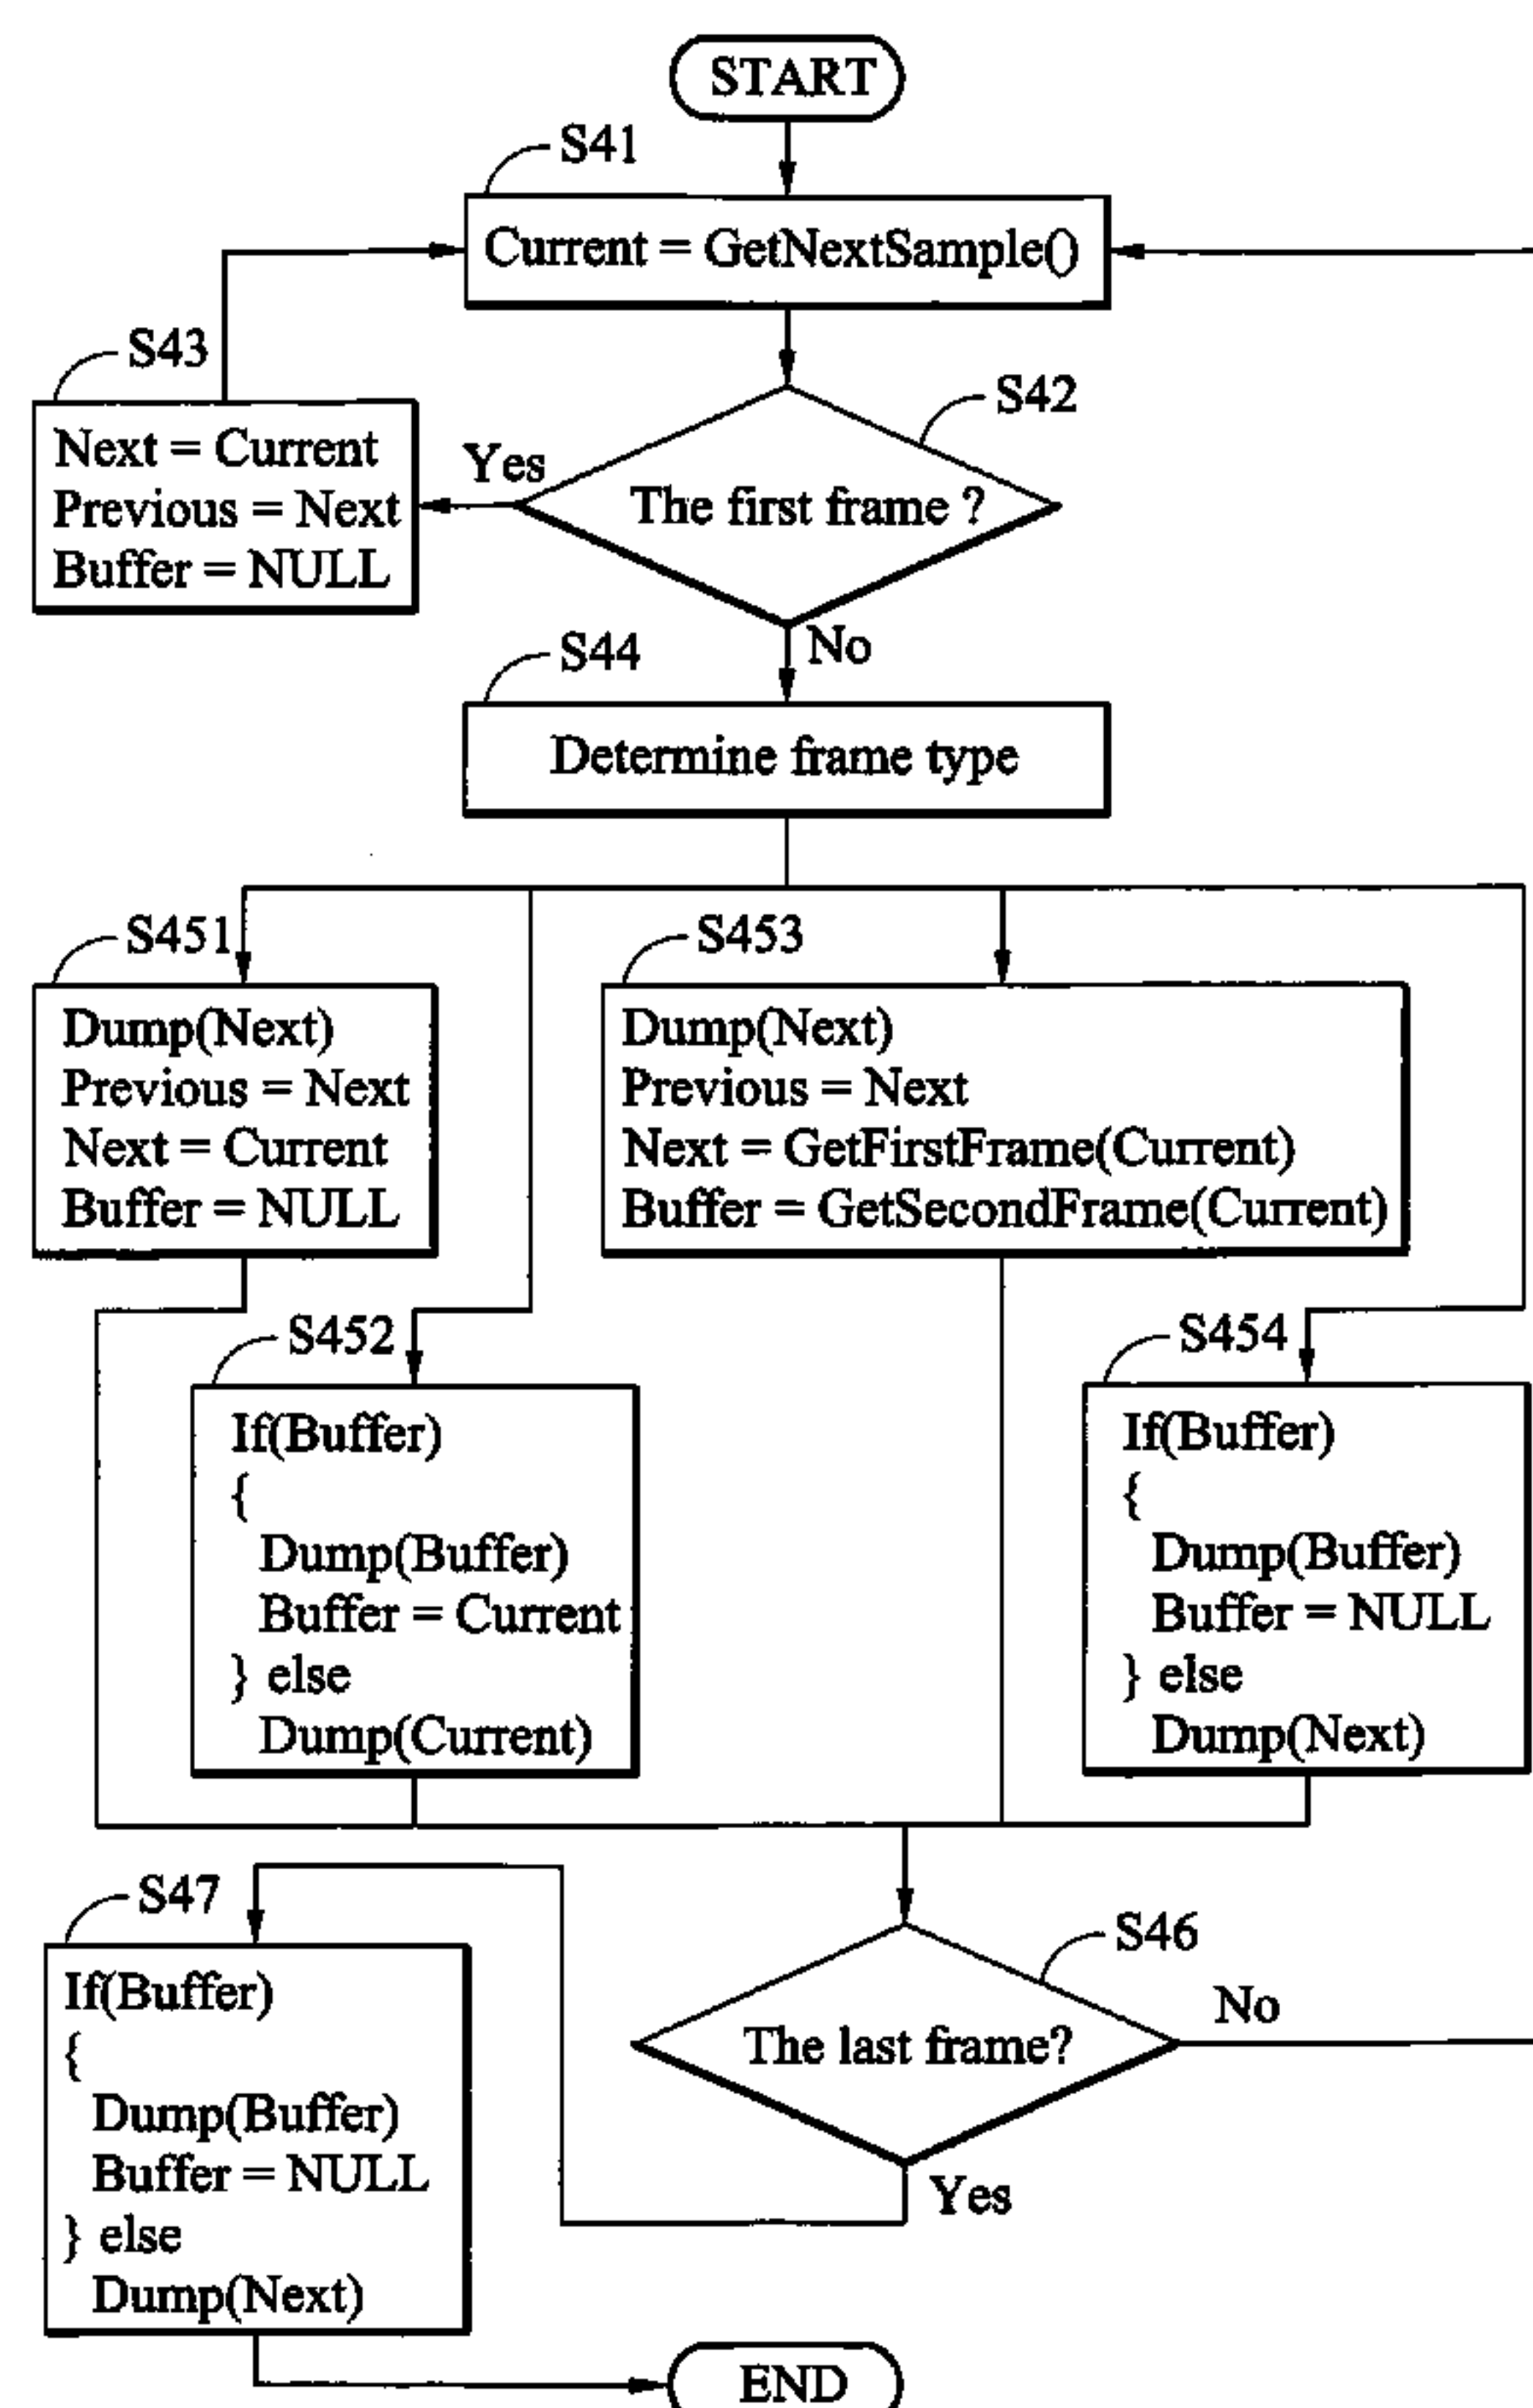 START
S41
Current = GetNextSample()
S43
Next = Current
Previous = Next
Buffer = NULL
S42
Yes
The first frame ?
No
S44
Determine frame type
S451
Dump(Next)
Previous = Next
Next = Current
Buffer = NULL
S453
Dump(Next)
Previous = Next
Next = GetFirstFrame(Current)
Buffer = GetSecondFrame(Current)
S452
If(Buffer)
{
Dump(Buffer)
Buffer = Current
} else
Dump(Current)
S454
If(Buffer)
{
Dump(Buffer)
Buffer = NULL
} else
Dump(Next)
S47
If(Buffer)
{
Dump(Buffer)
Buffer = NULL
} else
Dump(Next)
S46
The last frame?
No
Yes
END